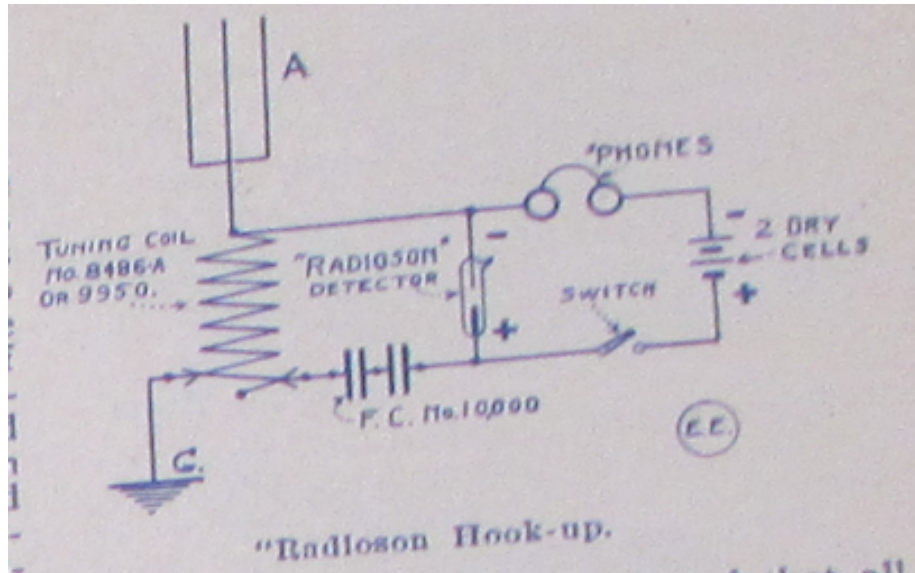 A
"PHONES
TUNING COIL
No. 8486-A
OR 9950.
"RADIOSON"
DETECTOR
-
+
SWITCH
-
2 DRY
CELLS
+
F.C. No. 10,000
G.
E.E.
"Radioson Hook-up.